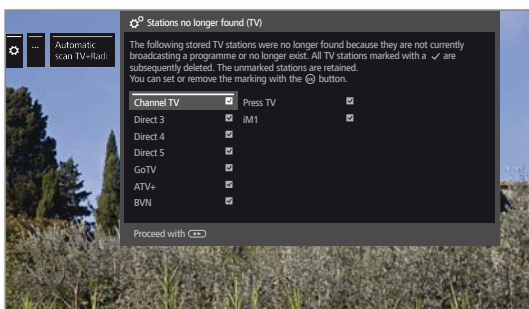 Stations no longer found (TV)
...
Automatic
scan TV+Radi
The following stored TV stations were no longer found because they are not currently
broadcasting a programme or no longer exist. All TV stations marked with a ✓ are
subsequently deleted. The unmarked stations are retained.
You can set or remove the marking with the OK button.
Channel TV
Direct 3
Direct 4
Direct 5
GoTV
ATV+
BVN
Press TV
iM1
Proceed with